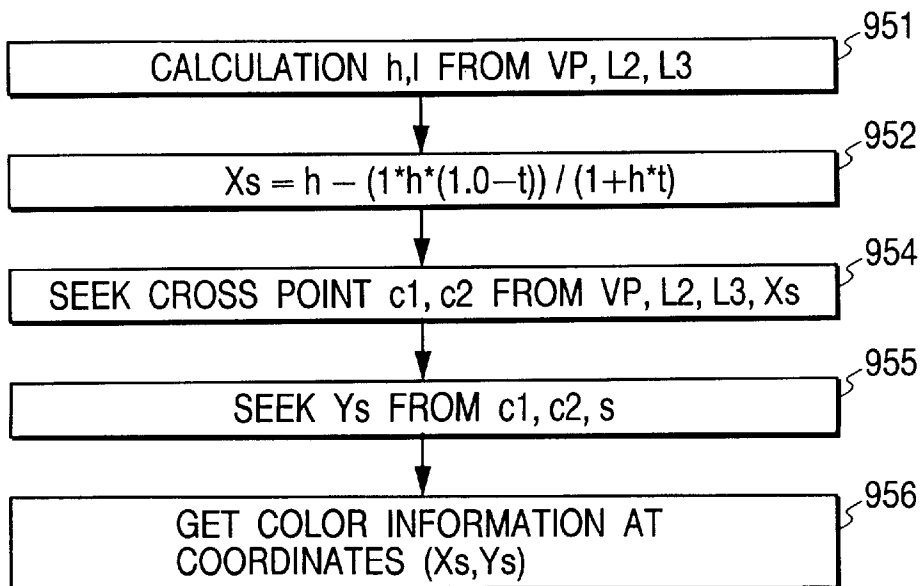 951
CALCULATION h,l FROM VP, L2, L3
952
Xs = h – (1*h*(1.0–t)) / (1+h*t)
954
SEEK CROSS POINT c1, c2 FROM VP, L2, L3, Xs
955
SEEK Ys FROM c1, c2, s
956
GET COLOR INFORMATION AT
COORDINATES (Xs,Ys)